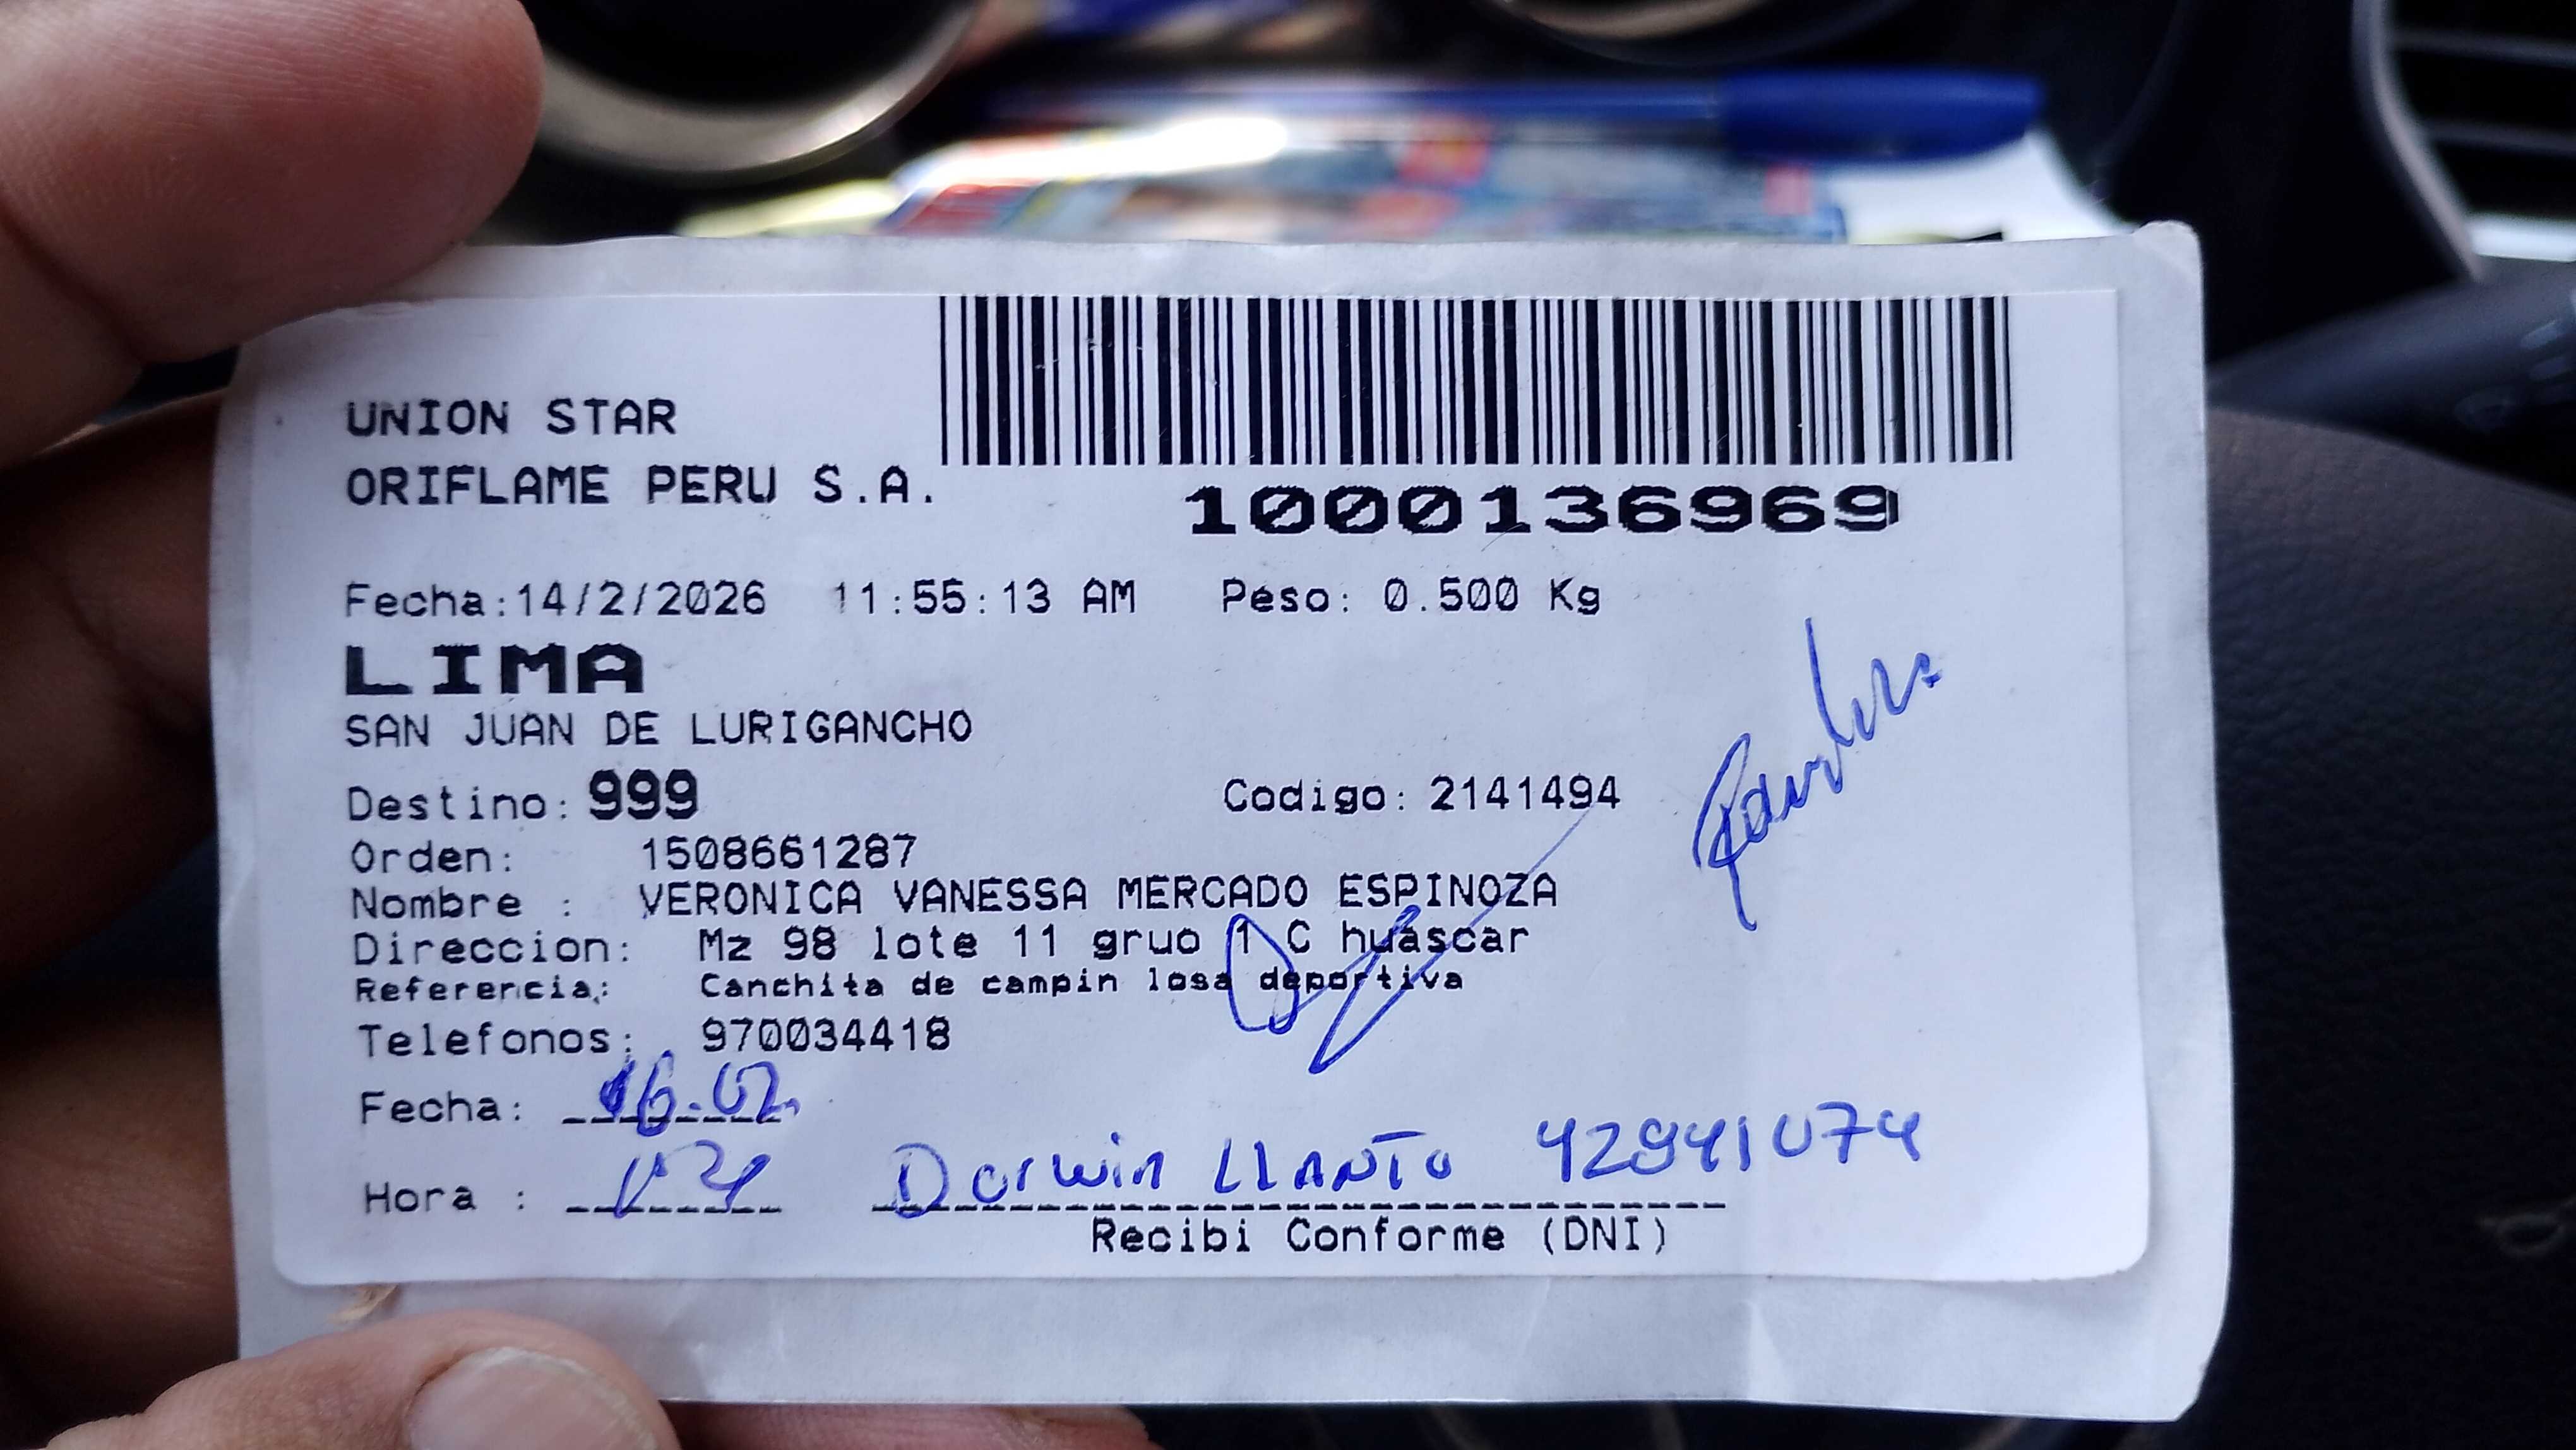 UNION STAR
ORIFLAME PERU S.A.
1000136969
Fecha:14/2/2026 11:55:13 AM Peso: 0.500 Kg
LIMA
SAN JUAN DE LURIGANCHO
Destino: 999 Codigo: 2141494
Orden: 1508661287
Nombre : VERONICA VANESSA MERCADO ESPINOZA
Direccion: Mz 98 lote 11 gruo 1 C huascar
Referencia: Canchita de campin losa deportiva
Telefonos: 970034418
Fecha: 16.02
Hora :
Darwin LLANTO 42941074
Recibi Conforme (DNI)